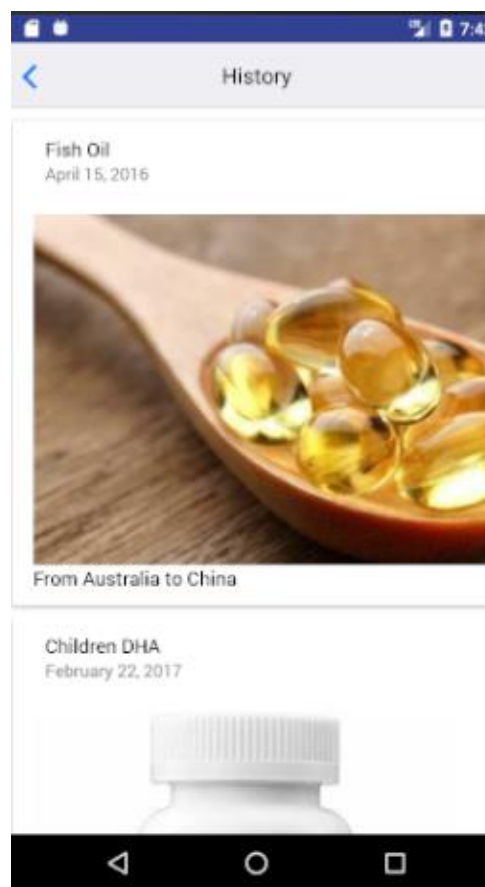 7:4
History
Fish Oil
April 15, 2016
From Australia to China
Children DHA
February 22, 2017